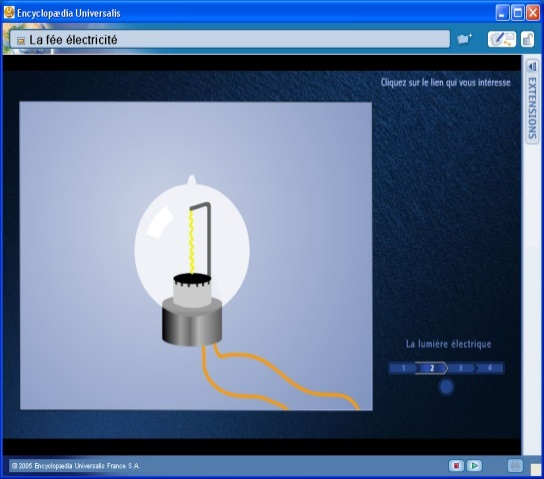 Encyclopædia Universalis
La fée électricité
Cliquez sur le lien qui vous intéresse
EXTENSIONS
La lumière électrique
1 2 3 4
© 2005 Encyclopædia Universalis France S.A.